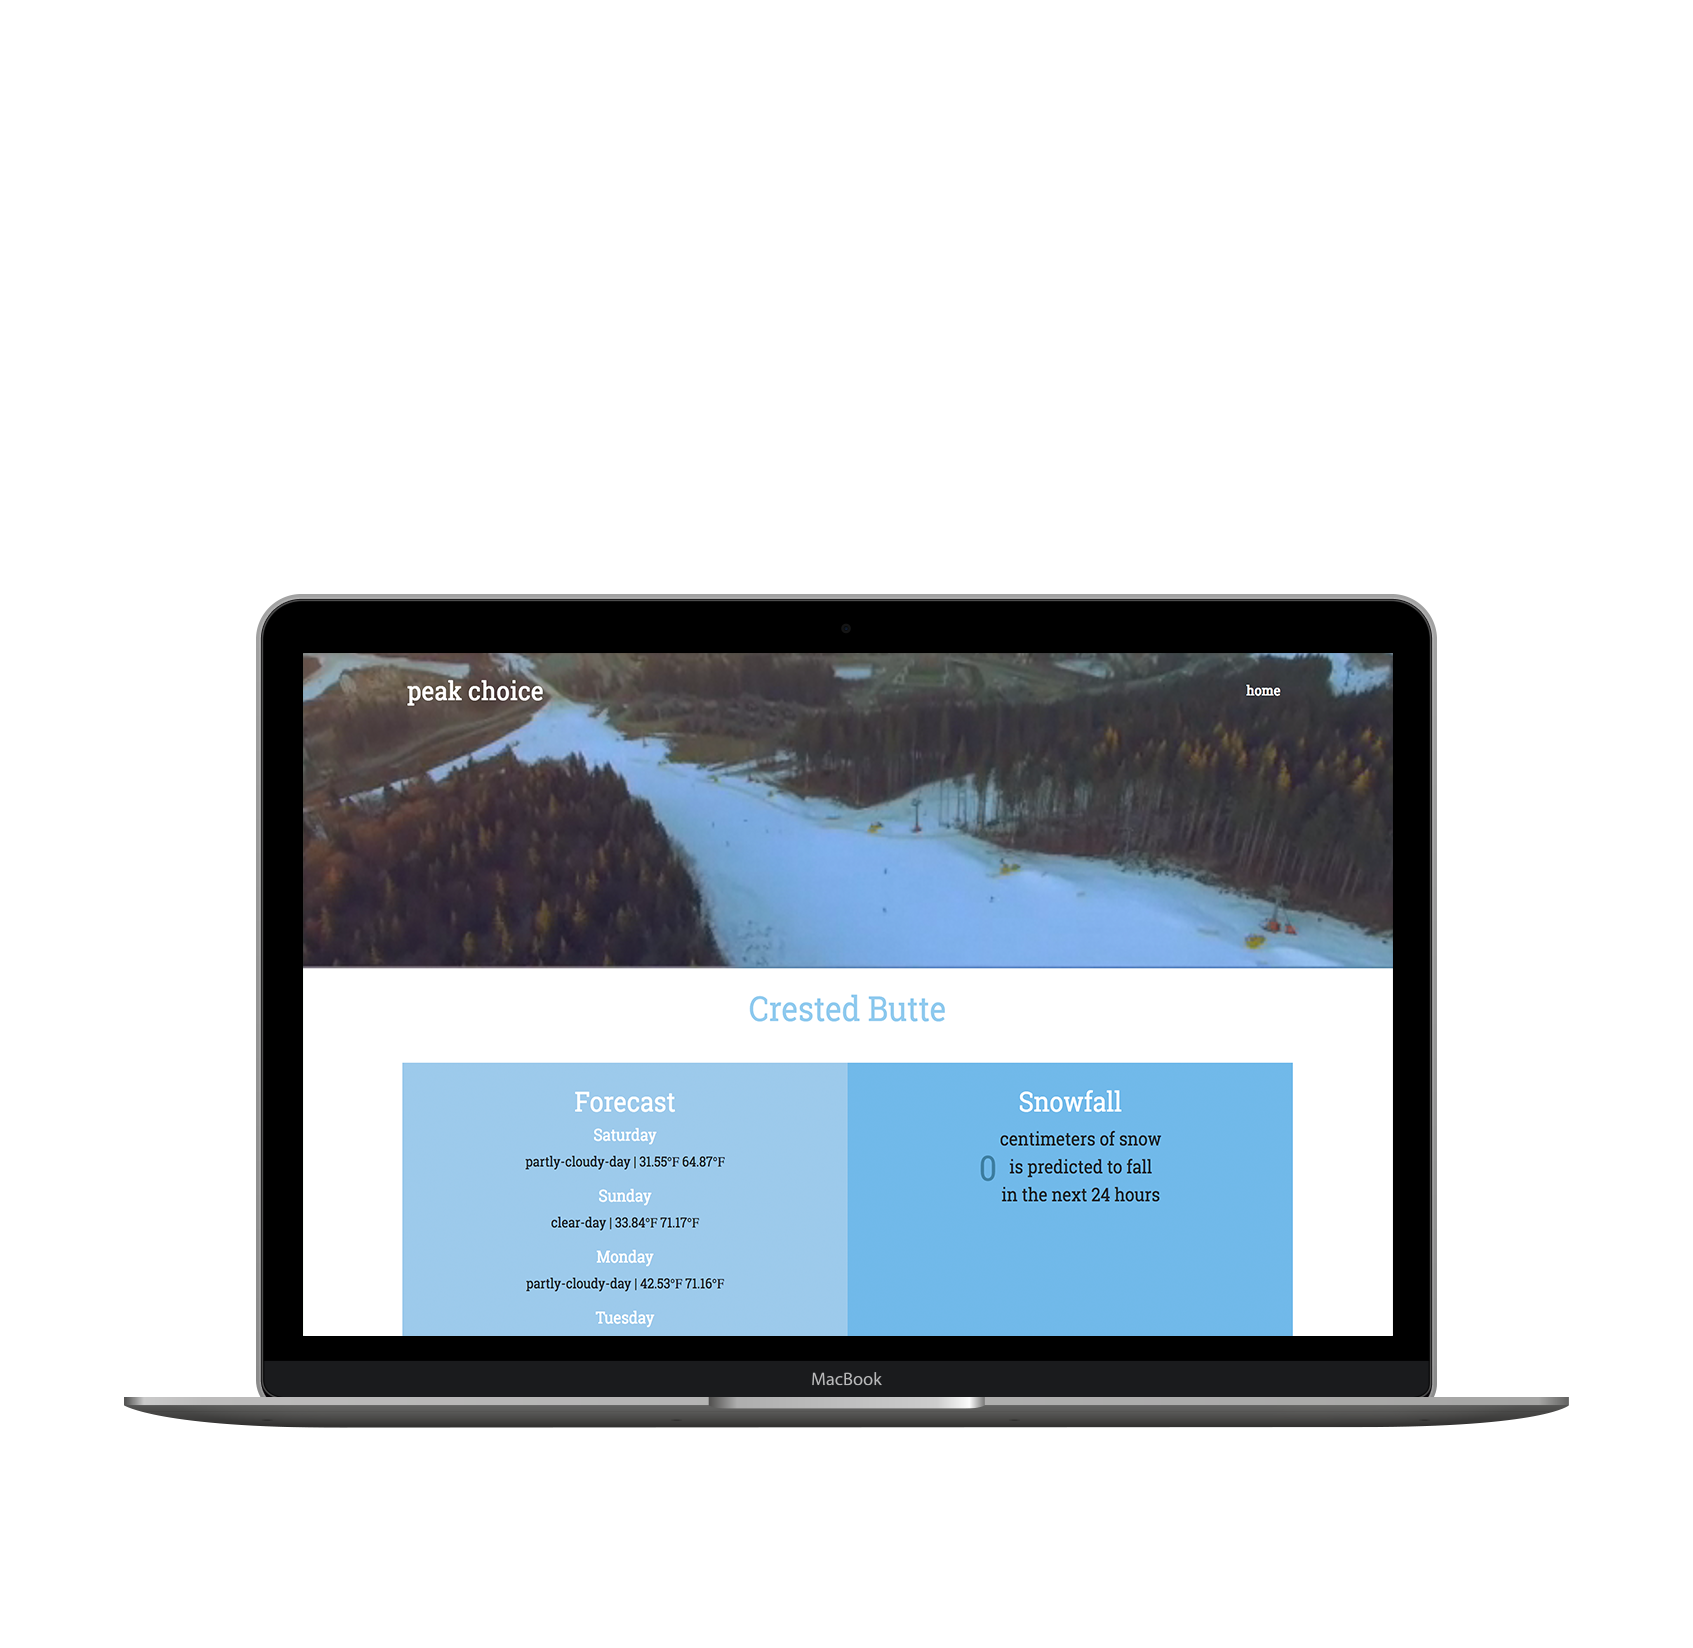 peak choice
home
Crested Butte
Forecast
Saturday
partly-cloudy-day | 31.55°F 64.87°F
Sunday
clear-day | 33.84°F 71.17°F
Monday
partly-cloudy-day | 42.53°F 71.16°F
Tuesday
Snowfall
centimeters of snow
0 is predicted to fall
in the next 24 hours
MacBook